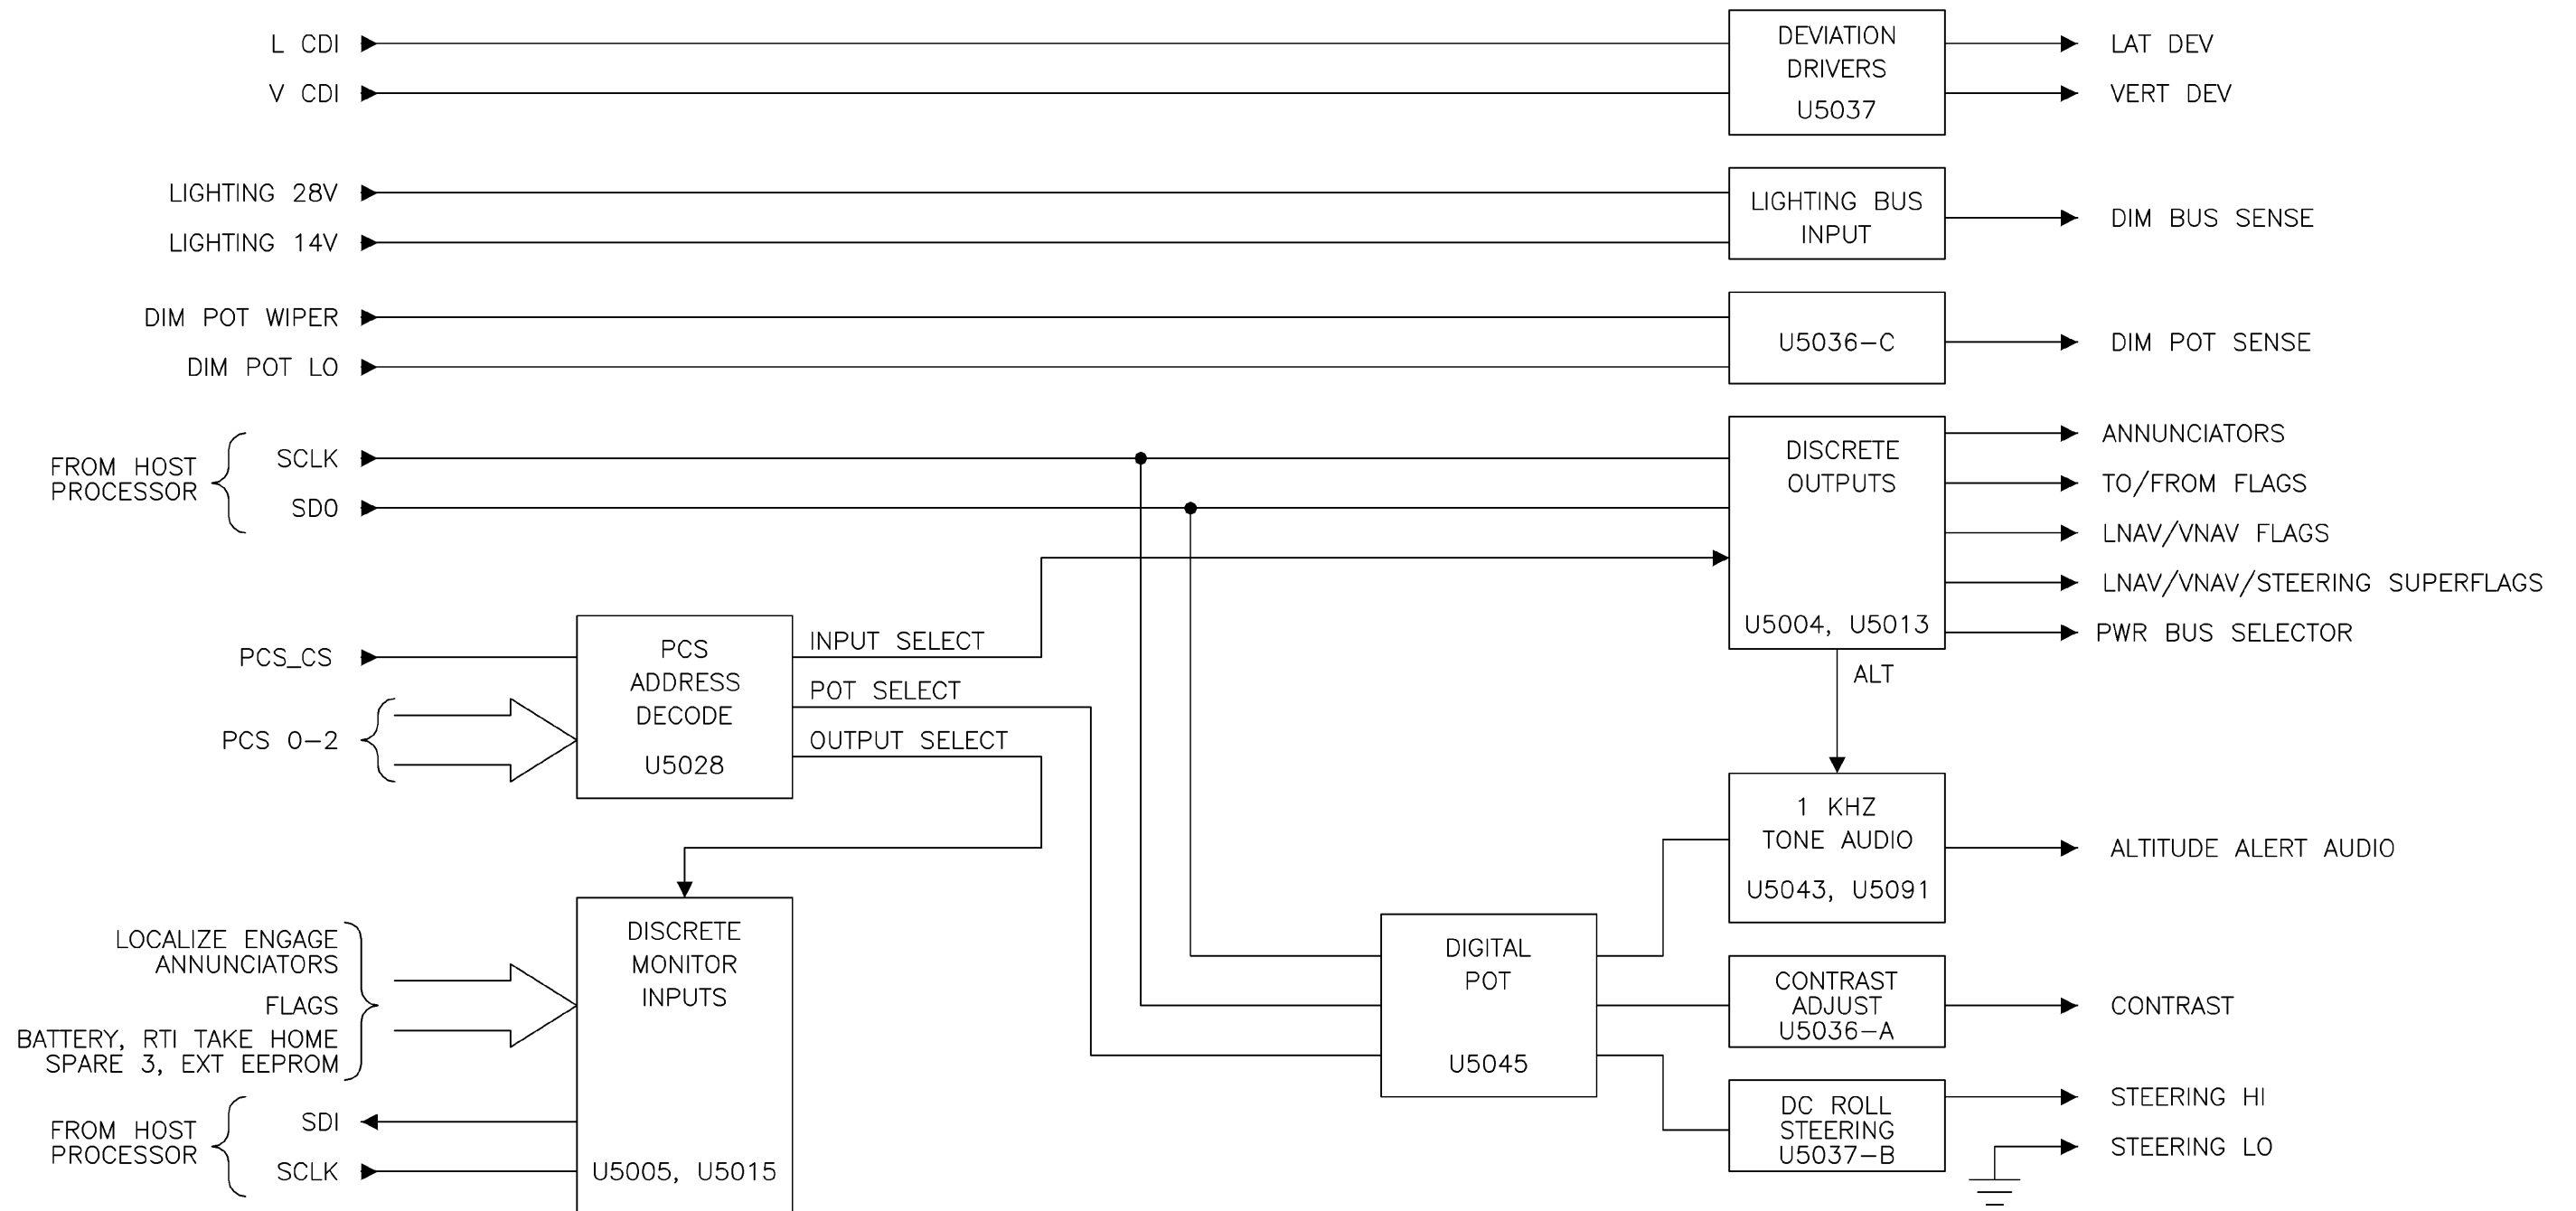 L CDI
V CDI
DEVIATION
DRIVERS
U5037
LAT DEV
VERT DEV
LIGHTING 28V
LIGHTING 14V
LIGHTING BUS
INPUT
DIM BUS SENSE
DIM POT WIPER
DIM POT LO
U5036-C
DIM POT SENSE
FROM HOST
PROCESSOR
SCLK
SDO
DISCRETE
OUTPUTS
U5004, U5013
ANNUNCIATORS
TO/FROM FLAGS
LNAV/VNAV FLAGS
LNAV/VNAV/STEERING SUPERFLAGS
PWR BUS SELECTOR
ALT
PCS_CS
PCS 0-2
PCS
ADDRESS
DECODE
U5028
INPUT SELECT
POT SELECT
OUTPUT SELECT
1 KHZ
TONE AUDIO
U5043, U5091
ALTITUDE ALERT AUDIO
LOCALIZE ENGAGE
ANNUNCIATORS
FLAGS
BATTERY, RTI TAKE HOME
SPARE 3, EXT EEPROM
DISCRETE
MONITOR
INPUTS
U5005, U5015
FROM HOST
PROCESSOR
SDI
SCLK
DIGITAL
POT
U5045
CONTRAST
ADJUST
U5036-A
CONTRAST
DC ROLL
STEERING
U5037-B
STEERING HI
STEERING LO